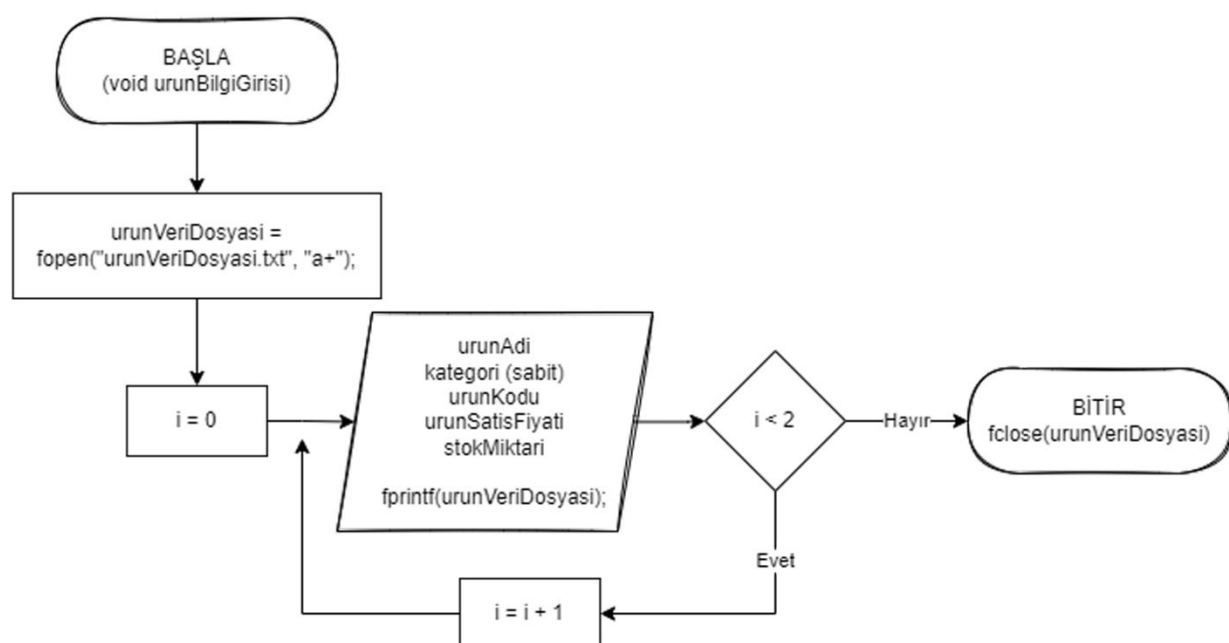 BAŞLA
(void urunBilgiGirisi)
urunVeriDosyasi =
fopen("urunVeriDosyasi.txt", "a+");
i = 0
urunAdi
kategori (sabit)
urunKodu
urunSatisFiyati
stokMiktari
fprintf(urunVeriDosyasi);
i < 2
Hayır
BİTİR
fclose(urunVeriDosyasi)
Evet
i = i + 1